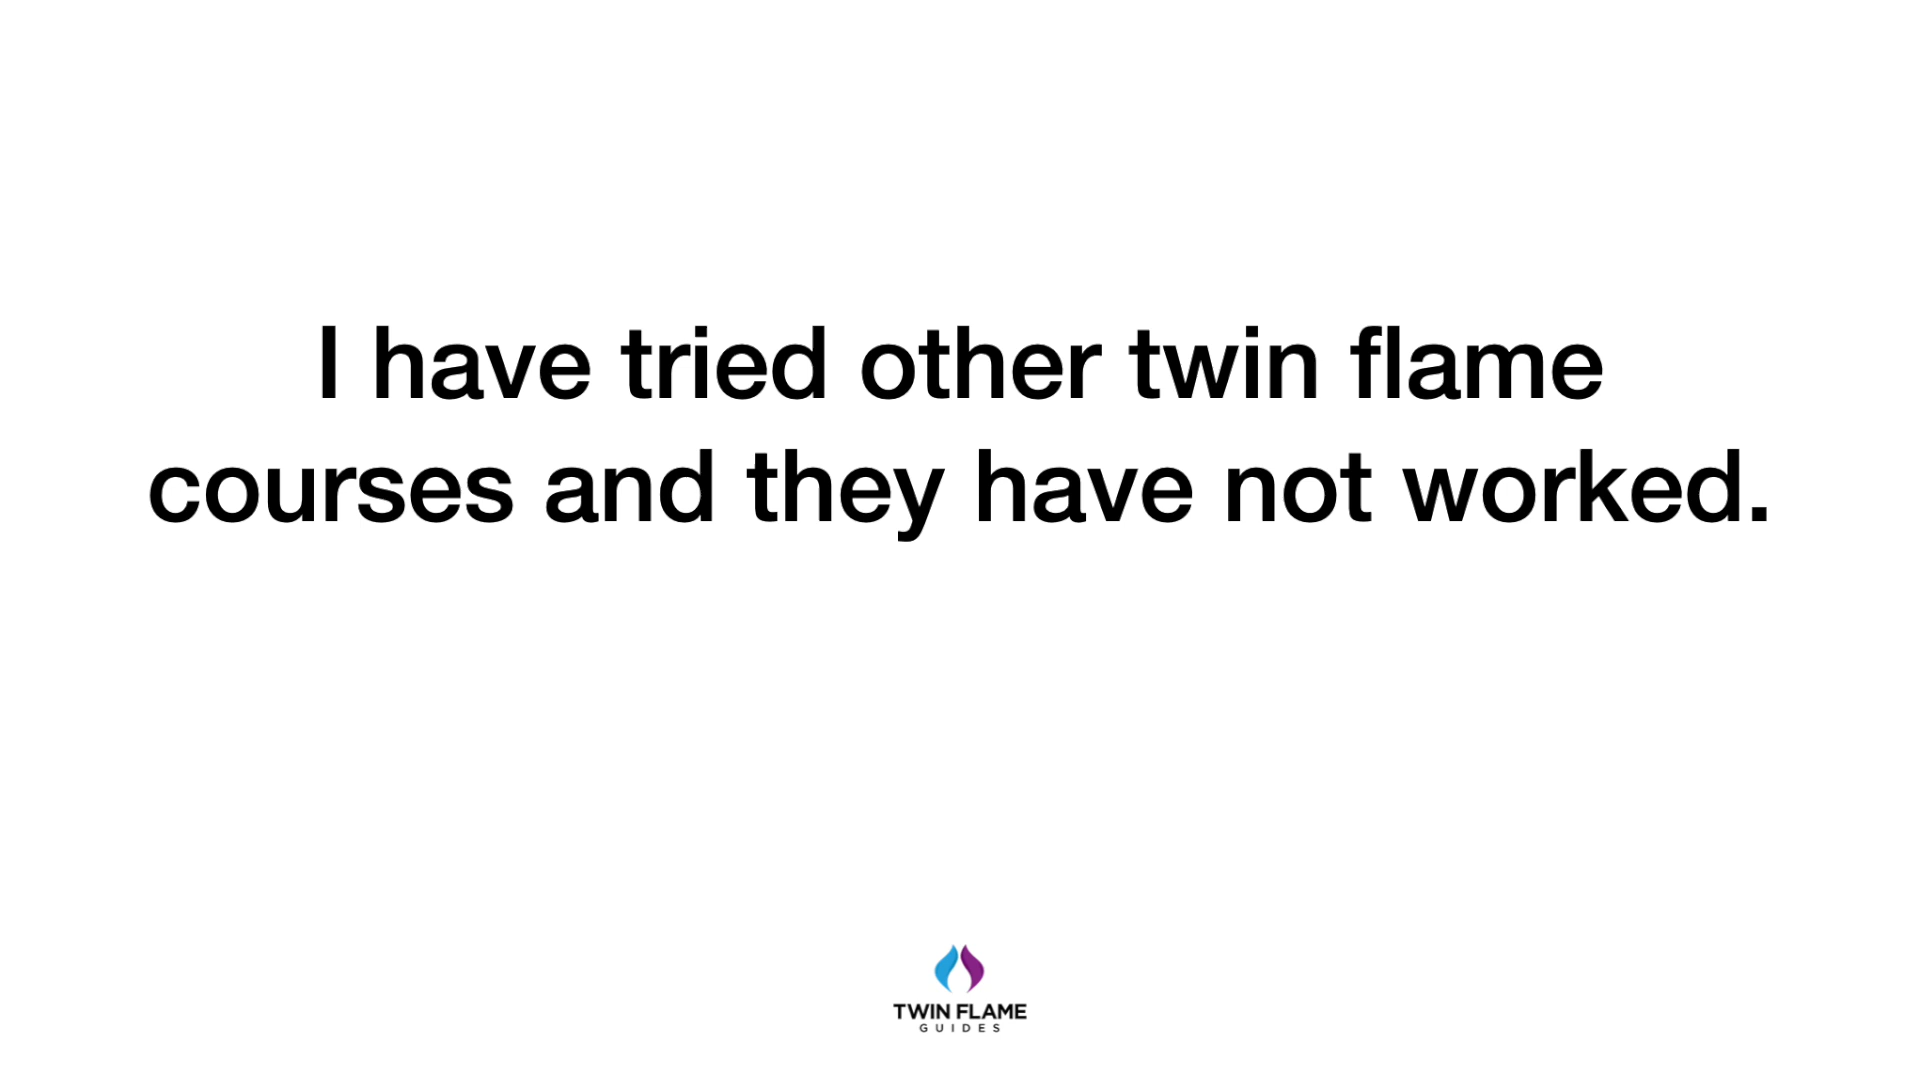 I have tried other twin flame
courses and they have not worked.
TWIN FLAME
GUIDES